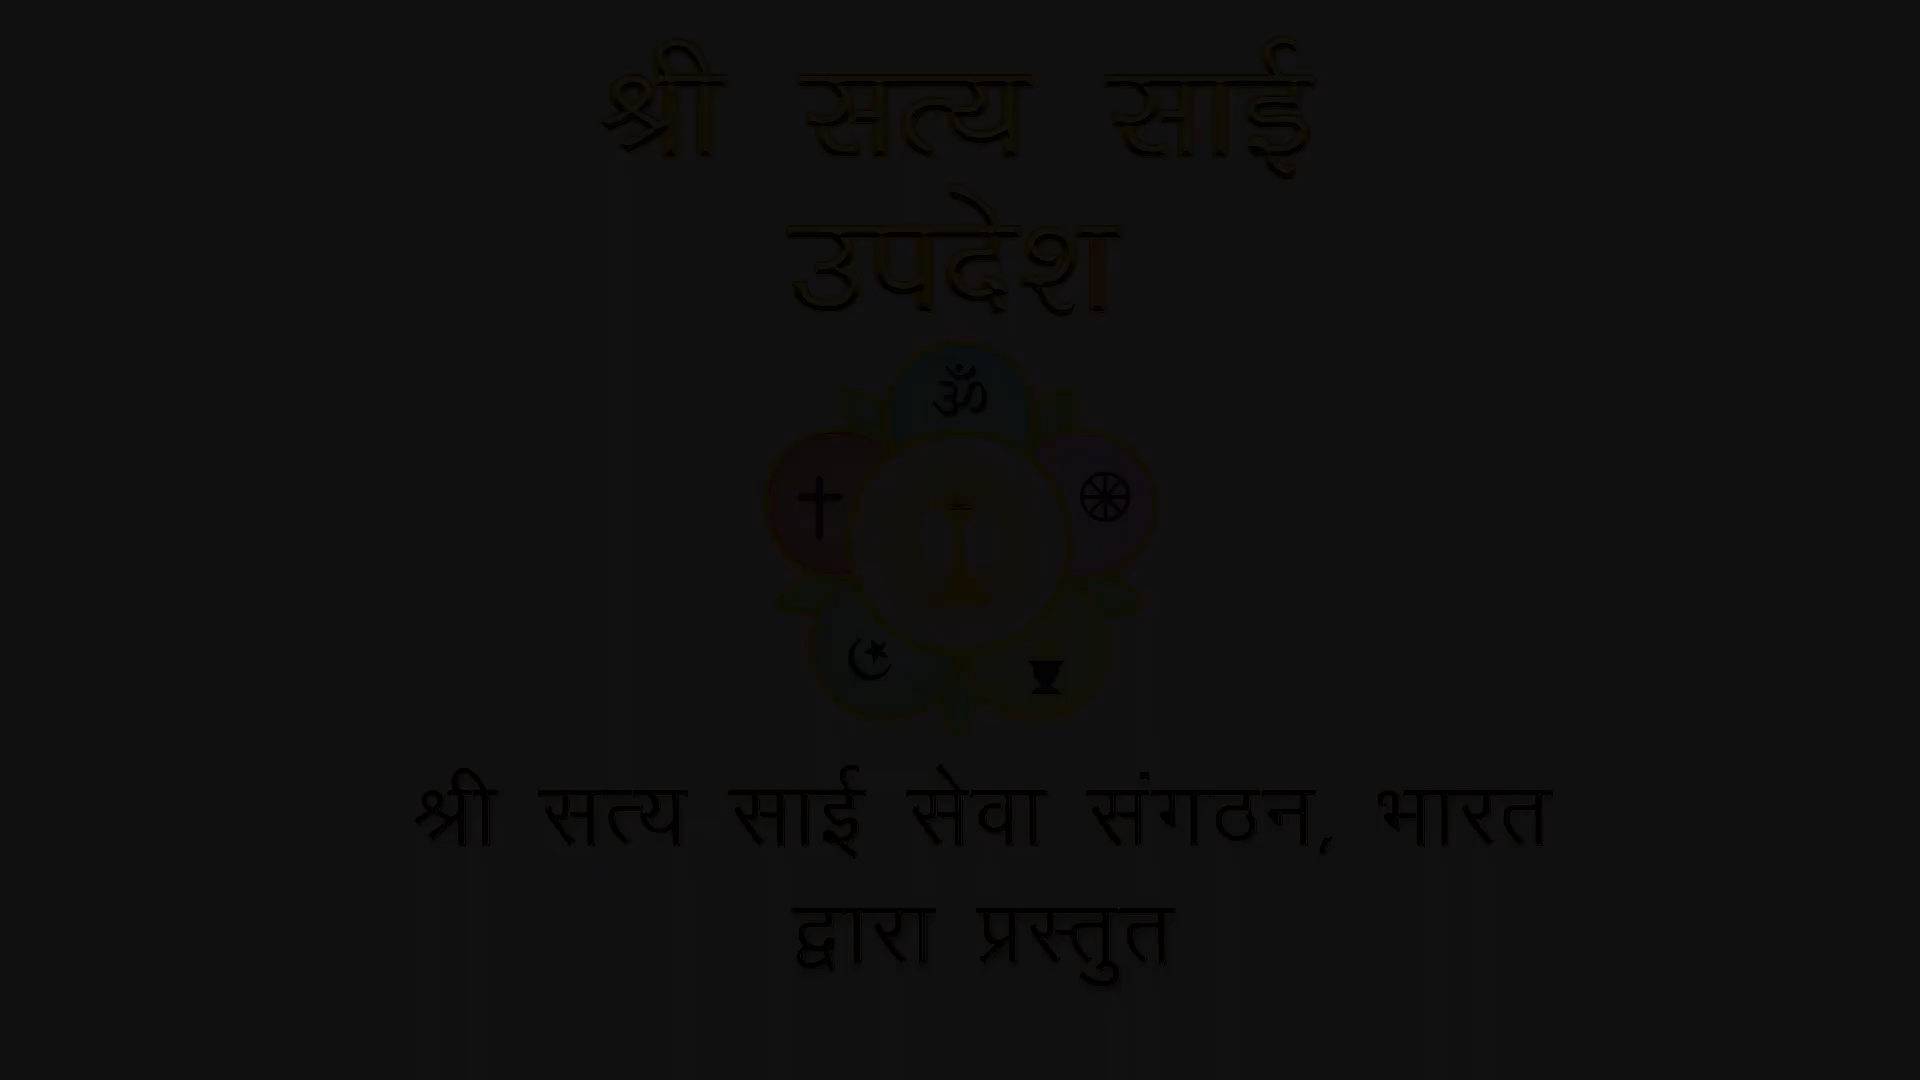 श्री सत्य साई
उपदेश
ॐ
श्री सत्य साई सेवा संगठन, भारत
द्वारा प्रस्तुत